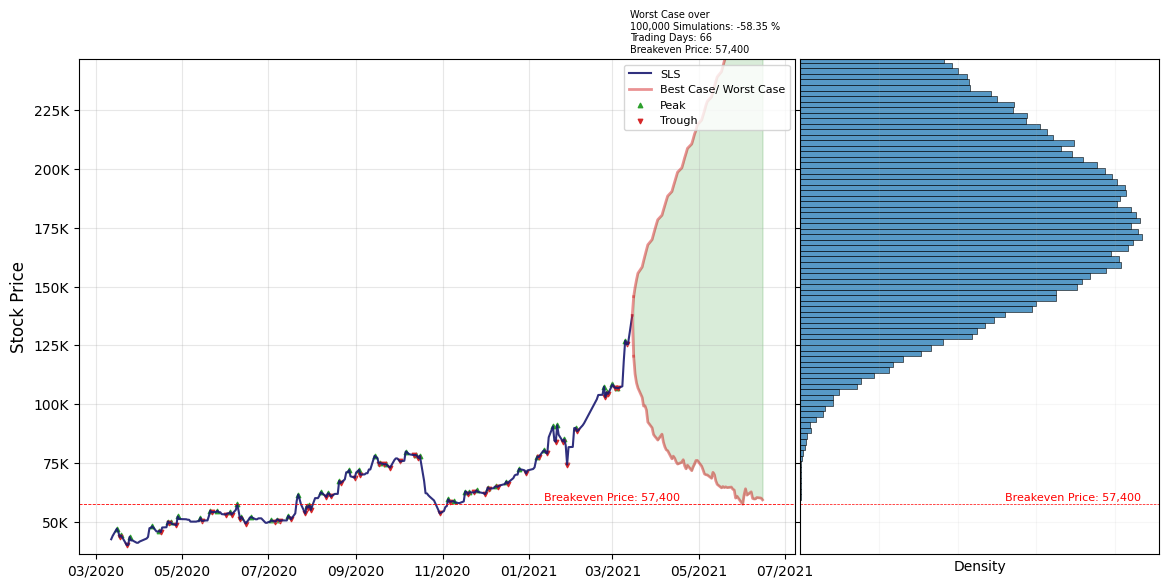 Worst Case over
100,000 Simulations: -58.35 %
Trading Days: 66
Breakeven Price: 57,400
SLS
Best Case/ Worst Case
Peak
Trough
225K
200K
175K
150K
125K
100K
75K
50K
Stock Price
Breakeven Price: 57,400
Breakeven Price: 57,400
03/2020
05/2020
07/2020
09/2020
11/2020
01/2021
03/2021
05/2021
07/2021
Density